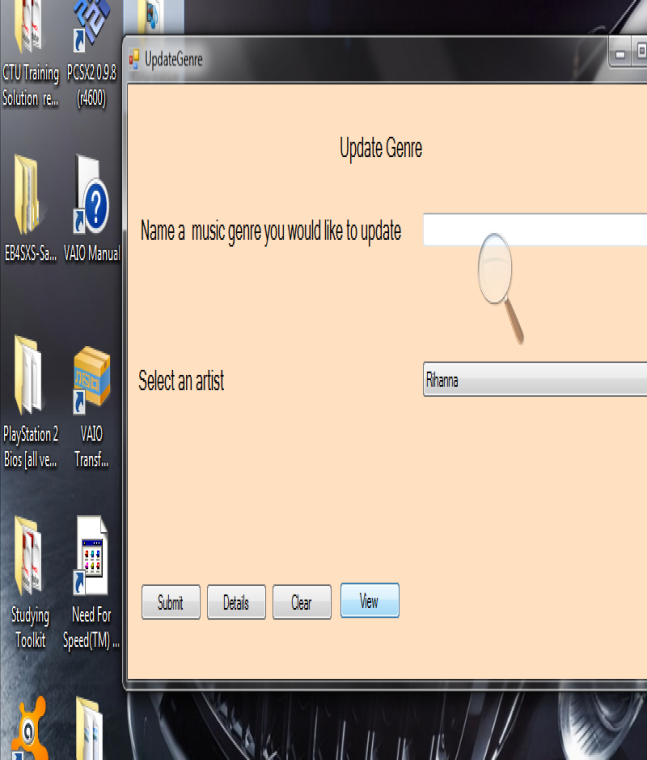 CTU Training
Solution re...
PCSX2 0.9.8
(r4600)
EB4SXS-Sa...
VAIO Manual
PlayStation 2
Bios [all ve...
VAIO
Transf...
Studying
Toolkit
Need For
Speed(TM) ...
UpdateGenre
Update Genre
Name a music genre you would like to update
Select an artist
Rihanna
Submit
Details
Clear
View